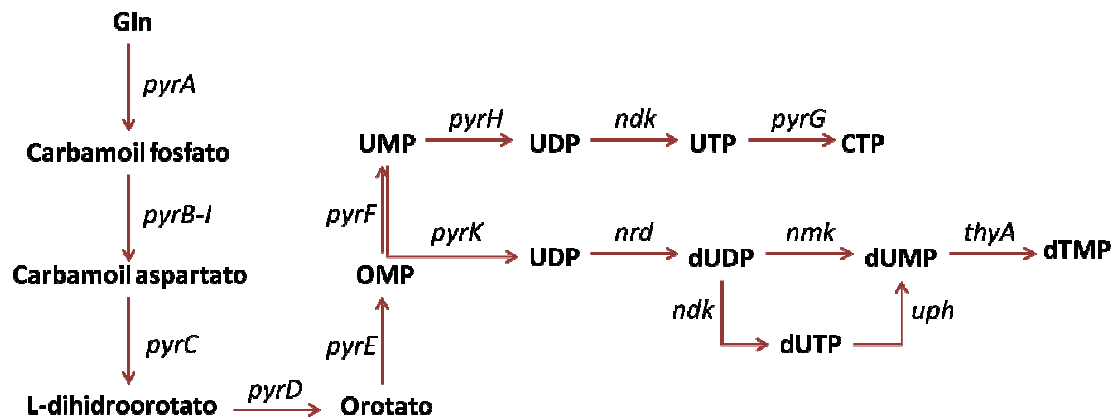 Gln
pyrA
Carbamoil fosfato
pyrB-I
Carbamoil aspartato
pyrC
L-dihidroorotato
pyrD
Orotato
pyrE
OMP
pyrF
UMP
pyrH
UDP
ndk
UTP
pyrG
CTP
pyrK
UDP
nrd
dUDP
nmk
dUMP
thyA
dTMP
ndk
dUTP
uph